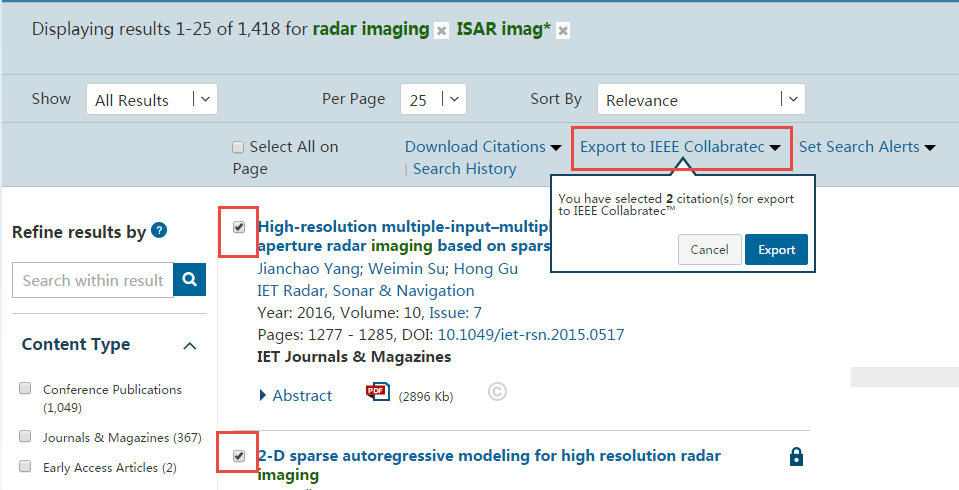 Displaying results 1-25 of 1,418 for radar imaging ISAR imag*
Show All Results Per Page 25 Sort By Relevance
Select All on Page
Download Citations Export to IEEE Collabratec Set Search Alerts
| Search History
You have selected 2 citation(s) for export
to IEEE Collabratec™
Cancel Export
Refine results by ?
Search within result
Content Type
Conference Publications
(1,049)
Journals & Magazines (367)
Early Access Articles (2)
High-resolution multiple-input–multipl
aperture radar imaging based on spars
Jianchao Yang; Weimin Su; Hong Gu
IET Radar, Sonar & Navigation
Year: 2016, Volume: 10, Issue: 7
Pages: 1277 - 1285, DOI: 10.1049/iet-rsn.2015.0517
IET Journals & Magazines
Abstract PDF (2896 Kb) ©
2-D sparse autoregressive modeling for high resolution radar
imaging